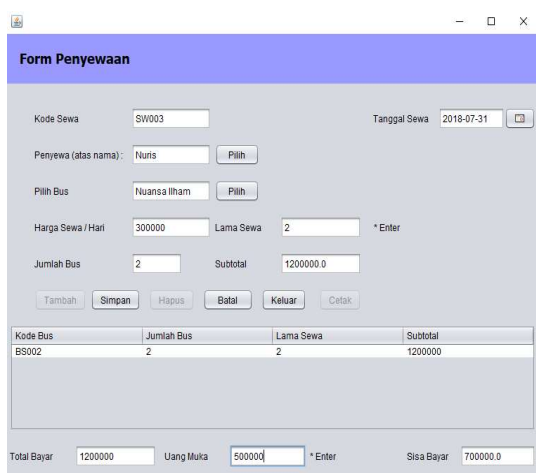 Form Penyewaan
Kode Sewa SW003 Tanggal Sewa 2018-07-31
Penyewa (atas nama) : Nuris Pilih
Pilih Bus Nuansa Ilham Pilih
Harga Sewa / Hari 300000 Lama Sewa 2 * Enter
Jumlah Bus 2 Subtotal 1200000.0
Tambah Simpan Hapus Batal Keluar Cetak
Kode Bus Jumlah Bus Lama Sewa Subtotal
BS002 2 2 1200000
Total Bayar 1200000 Uang Muka 500000 * Enter Sisa Bayar 700000.0